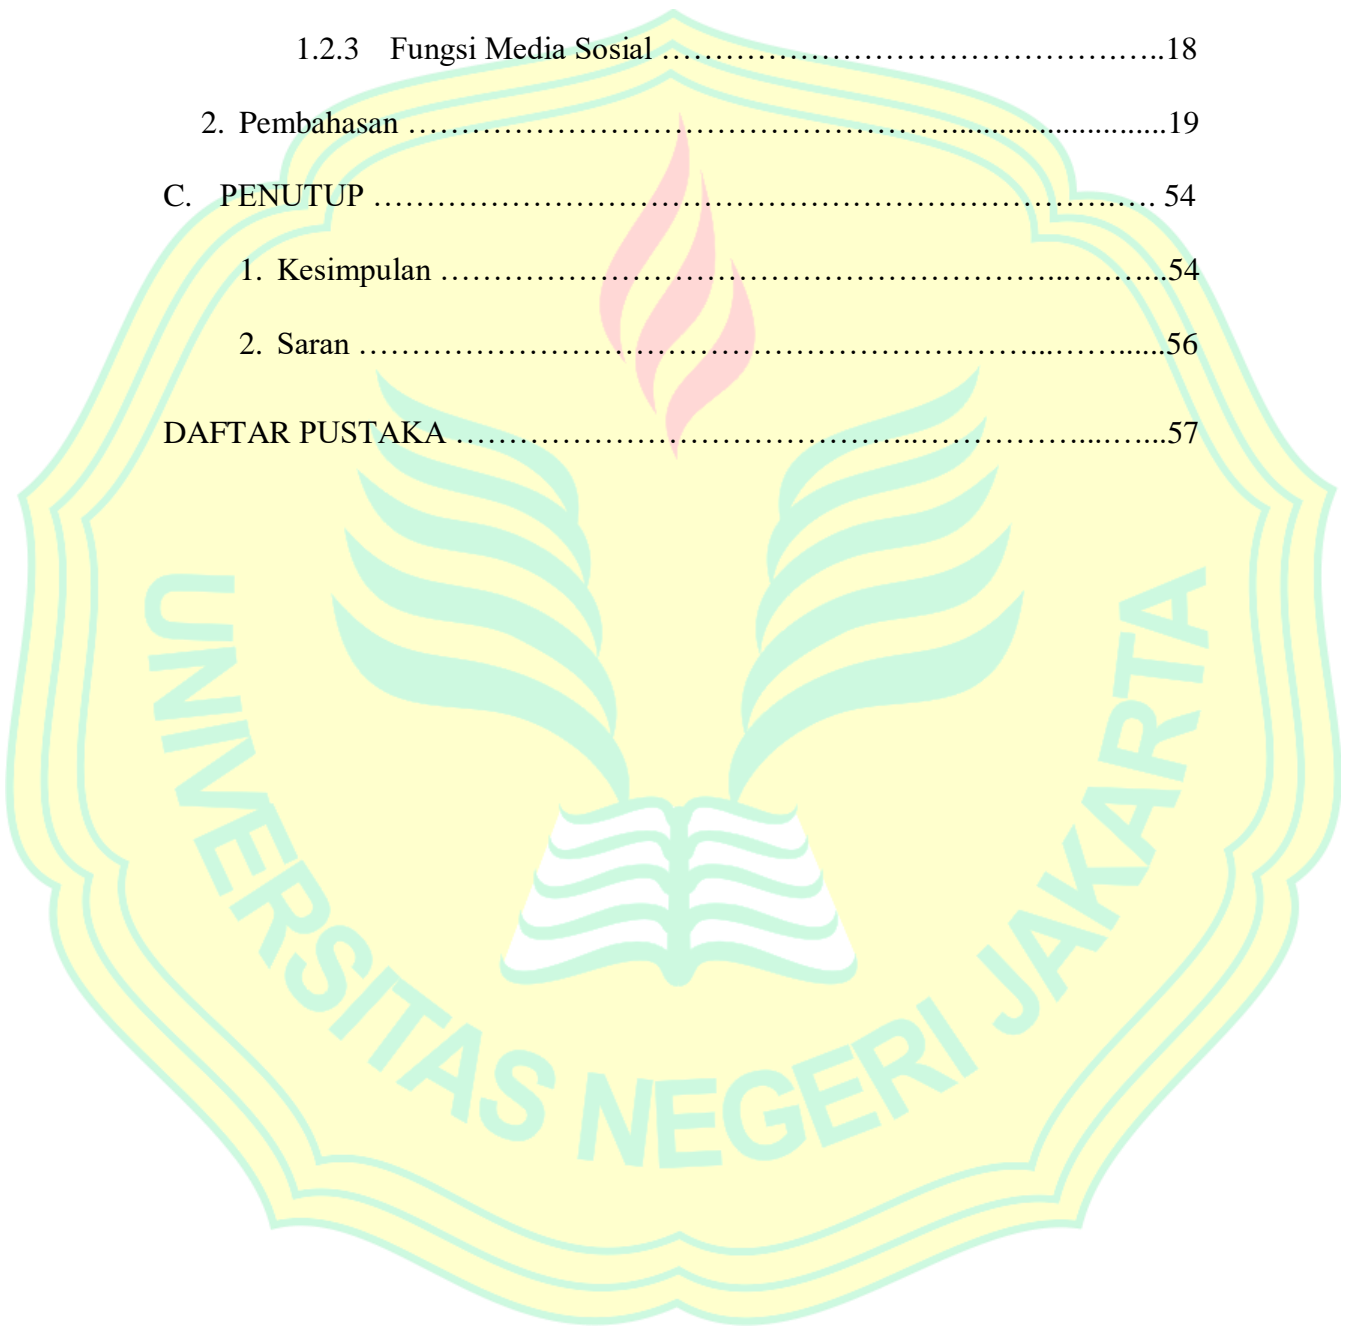 1.2.3 Fungsi Media Sosial …………………………………….…..18
2. Pembahasan ……………………………………………...........................19
C. PENUTUP ……………………………………………………………….…. 54
1. Kesimpulan …………………………………………………...….…...54
2. Saran ………………………………………………………...……......56
DAFTAR PUSTAKA …………………………………...……………....…...57
UNIVERSITAS NEGERI JAKARTA